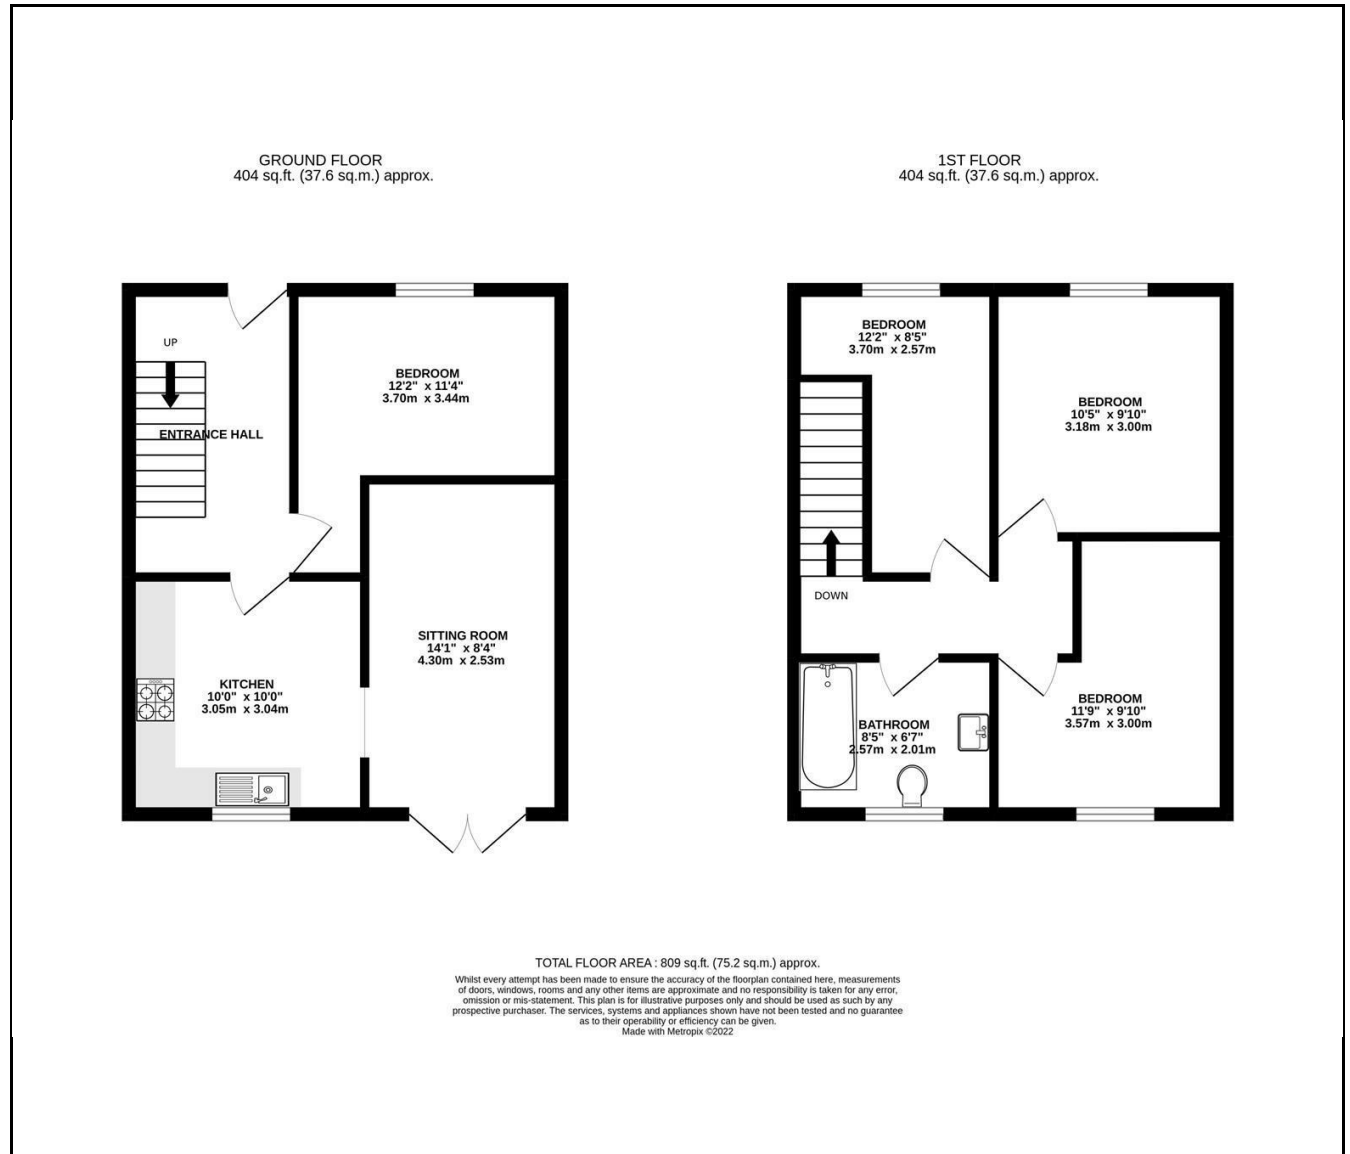 GROUND FLOOR
404 sq.ft. (37.6 sq.m.) approx.
UP
ENTRANCE HALL
BEDROOM
12'2" x 11'4"
3.70m x 3.44m
SITTING ROOM
14'1" x 8'4"
4.30m x 2.53m
KITCHEN
10'0" x 10'0"
3.05m x 3.04m
1ST FLOOR
404 sq.ft. (37.6 sq.m.) approx.
BEDROOM
12'2" x 8'5"
3.70m x 2.57m
BEDROOM
10'5" x 9'10"
3.18m x 3.00m
DOWN
BATHROOM
8'5" x 6'7"
2.57m x 2.01m
BEDROOM
11'9" x 9'10"
3.57m x 3.00m
TOTAL FLOOR AREA : 809 sq.ft. (75.2 sq.m.) approx.
Whilst every attempt has been made to ensure the accuracy of the floorplan contained here, measurements
of doors, windows, rooms and any other items are approximate and no responsibility is taken for any error,
omission or mis-statement. This plan is for illustrative purposes only and should be used as such by any
prospective purchaser. The services, systems and appliances shown have not been tested and no guarantee
as to their operability or efficiency can be given.
Made with Metropix ©2022